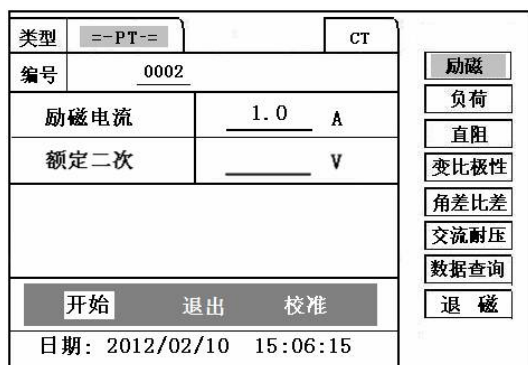 类型 =-PT-= CT
编号 0002
励磁电流 1.0 A
额定二次 V
开始 退出 校准
日期: 2012/02/10 15:06:15
励磁
负荷
直阻
变比极性
角差比差
交流耐压
数据查询
退 磁